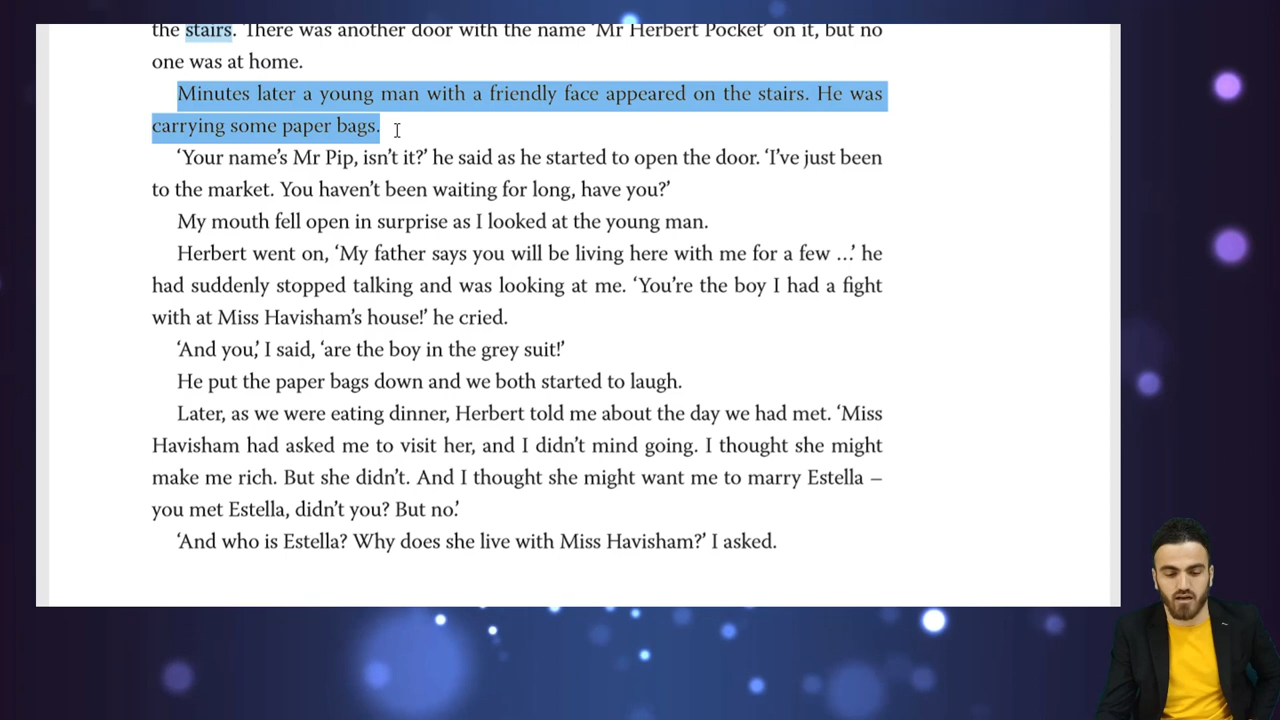 the stairs. There was another door with the name ‘Mr Herbert Pocket’ on it, but no
one was at home.
Minutes later a young man with a friendly face appeared on the stairs. He was
carrying some paper bags.
‘Your name’s Mr Pip, isn’t it?’ he said as he started to open the door. ‘I’ve just been
to the market. You haven’t been waiting for long, have you?’
My mouth fell open in surprise as I looked at the young man.
Herbert went on, ‘My father says you will be living here with me for a few …’ he
had suddenly stopped talking and was looking at me. ‘You’re the boy I had a fight
with at Miss Havisham’s house!’ he cried.
‘And you,’ I said, ‘are the boy in the grey suit!’
He put the paper bags down and we both started to laugh.
Later, as we were eating dinner, Herbert told me about the day we had met. ‘Miss
Havisham had asked me to visit her, and I didn’t mind going. I thought she might
make me rich. But she didn’t. And I thought she might want me to marry Estella –
you met Estella, didn’t you? But no.’
‘And who is Estella? Why does she live with Miss Havisham?’ I asked.